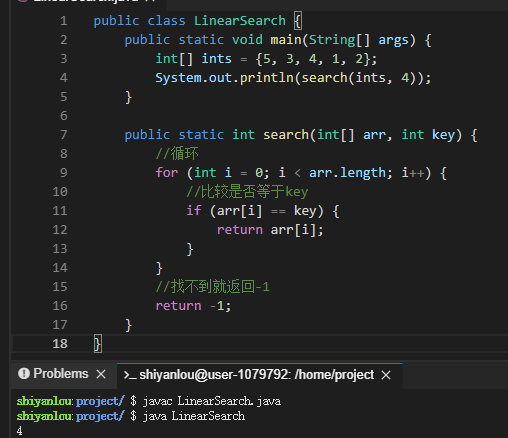 1 public class LinearSearch {
2 public static void main(String[] args) {
3 int[] ints = {5, 3, 4, 1, 2};
4 System.out.println(search(ints, 4));
5 }
6
7 public static int search(int[] arr, int key) {
8 //循环
9 for (int i = 0; i < arr.length; i++) {
10 //比较是否等于key
11 if (arr[i] == key) {
12 return arr[i];
13 }
14 }
15 //找不到就返回-1
16 return -1;
17 }
18 }
Problems × >_ shiyanlou@user-1079792: /home/project ×
shiyanlou:project/ $ javac LinearSearch.java
shiyanlou:project/ $ java LinearSearch
4